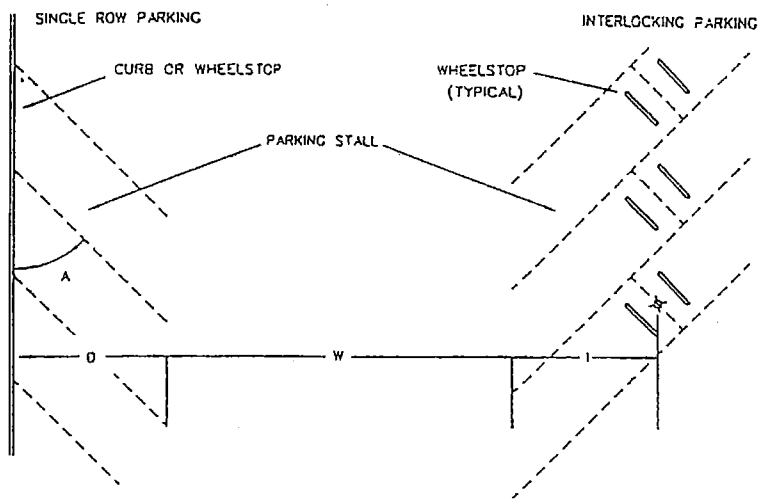 SINGLE ROW PARKING
INTERLOCKING PARKING
CURB OR WHEELSTOP
WHEELSTOP
(TYPICAL)
PARKING STALL
A
D
W
I